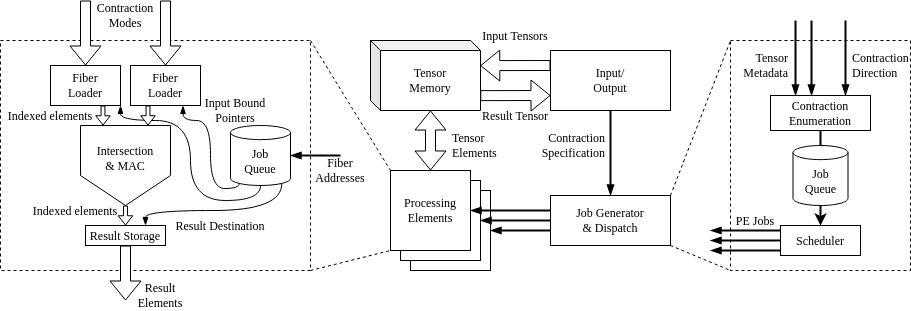 Contraction
Modes
Fiber
Loader
Fiber
Loader
Indexed elements
Input Bound
Pointers
Intersection
& MAC
Job
Queue
Fiber
Addresses
Indexed elements
Result Destination
Result Storage
Result
Elements
Tensor
Memory
Input Tensors
Result Tensor
Input/
Output
Tensor
Elements
Contraction
Specification
Processing
Elements
Job Generator
& Dispatch
Tensor
Metadata
Contraction
Direction
Contraction
Enumeration
Job
Queue
PE Jobs
Scheduler